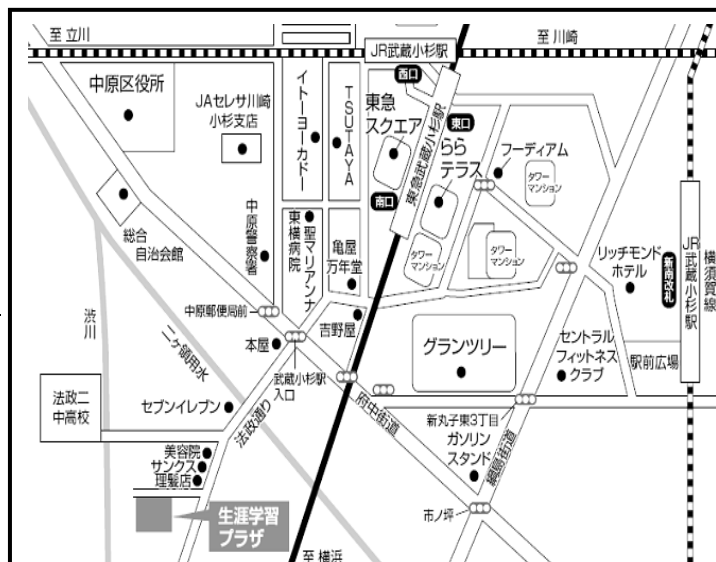 至 立川
JR武蔵小杉駅
至 川崎
中原区役所
JAセレサ川崎
小杉支店
イトーヨーカドー
TSUTAYA
西口
東急
スクエア
東急武蔵小杉駅
東口
らら
テラス
フーディアム
タワー
マンション
南口
総合
自治会館
中原警察署
聖マリアンナ
東横病院
亀屋
万年堂
タワー
マンション
タワー
マンション
リッチモンド
ホテル
新南改札
JR武蔵小杉駅
横須賀線
渋川
二ヶ領用水
中原郵便局前
本屋
吉野屋
武蔵小杉駅
入口
グランツリー
セントラル
フィットネス
クラブ
駅前広場
法政二
中高校
セブンイレブン
法政通り
府中街道
新丸子東3丁目
ガソリン
スタンド
綱島街道
美容院
サンクス
理髪店
生涯学習
プラザ
市ノ坪
至 横浜